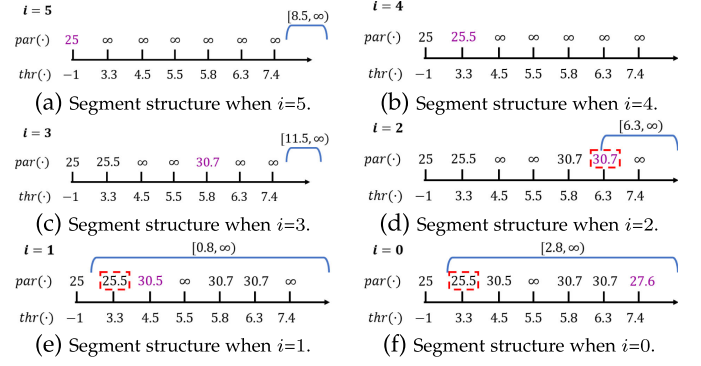 i = 5
[8.5, ∞)
par(·) 25 ∞ ∞ ∞ ∞ ∞ ∞
thr(·) −1 3.3 4.5 5.5 5.8 6.3 7.4
(a) Segment structure when i=5.
i = 4
par(·) 25 25.5 ∞ ∞ ∞ ∞ ∞
thr(·) −1 3.3 4.5 5.5 5.8 6.3 7.4
(b) Segment structure when i=4.
i = 3
[11.5, ∞)
par(·) 25 25.5 ∞ ∞ 30.7 ∞ ∞
thr(·) −1 3.3 4.5 5.5 5.8 6.3 7.4
(c) Segment structure when i=3.
i = 2
[6.3, ∞)
par(·) 25 25.5 ∞ ∞ 30.7 30.7 ∞
thr(·) −1 3.3 4.5 5.5 5.8 6.3 7.4
(d) Segment structure when i=2.
i = 1
[0.8, ∞)
par(·) 25 25.5 30.5 ∞ 30.7 30.7 ∞
thr(·) −1 3.3 4.5 5.5 5.8 6.3 7.4
(e) Segment structure when i=1.
i = 0
[2.8, ∞)
par(·) 25 25.5 30.5 ∞ 30.7 30.7 27.6
thr(·) −1 3.3 4.5 5.5 5.8 6.3 7.4
(f) Segment structure when i=0.